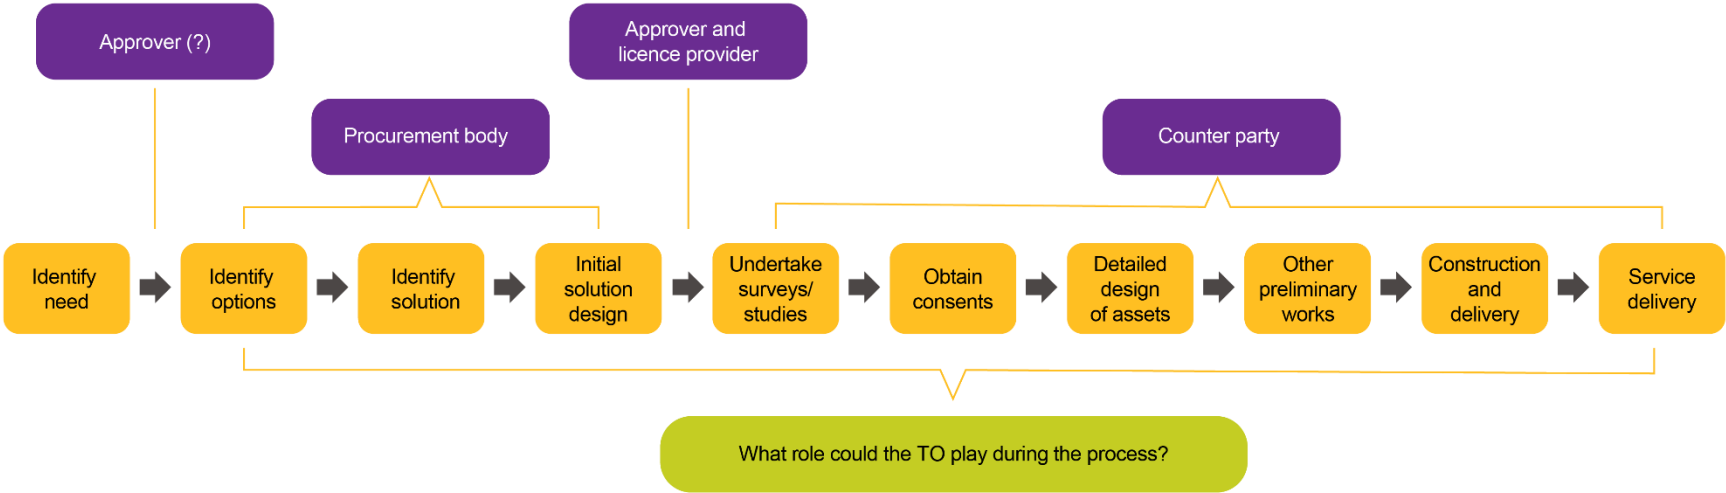 Approver (?)
Approver and
licence provider
Procurement body
Counter party
Identify
need
Identify
options
Identify
solution
Initial
solution
design
Undertake
surveys/
studies
Obtain
consents
Detailed
design
of assets
Other
preliminary
works
Construction
and
delivery
Service
delivery
What role could the TO play during the process?